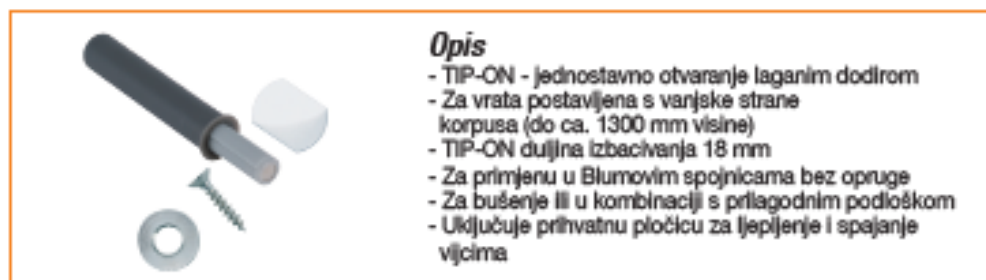 Opis
- TIP-ON - jednostavno otvaranje laganim dodirom
- Za vrata postavljena s vanjske strane
korpusa (do ca. 1300 mm visine)
- TIP-ON duljina izbacivanja 18 mm
- Za primjenu u Blumovim spojnicama bez opruge
- Za bušenje ili u kombinaciji s prilagodnim podloškom
- Uključuje prihvatnu pločicu za ljepljenje i spajanje
vijcima